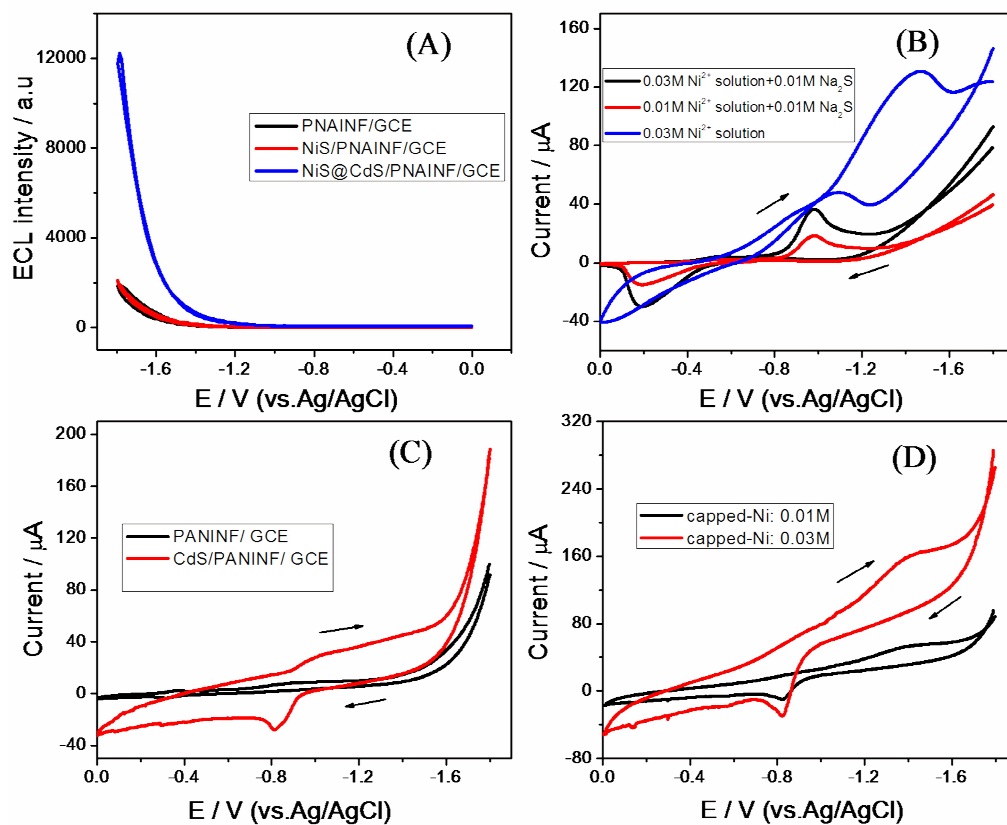 (A)
ECL intensity / a.u
12000
8000
4000
0
PNAINF/GCE
NiS/PNAINF/GCE
NiS@CdS/PNAINF/GCE
-1.6 -1.2 -0.8 -0.4 0.0
E / V (vs.Ag/AgCl)
(B)
Current / μA
160
120
80
40
0
-40
0.03M Ni²⁺ solution+0.01M Na₂S
0.01M Ni²⁺ solution+0.01M Na₂S
0.03M Ni²⁺ solution
0.0 -0.4 -0.8 -1.2 -1.6
E / V (vs.Ag/AgCl)
(C)
Current / μA
200
160
120
80
40
0
-40
PANINF/ GCE
CdS/PANINF/ GCE
0.0 -0.4 -0.8 -1.2 -1.6
E / V (vs.Ag/AgCl)
(D)
Current / μA
320
240
160
80
0
-80
capped-Ni: 0.01M
capped-Ni: 0.03M
0.0 -0.4 -0.8 -1.2 -1.6
E / V (vs.Ag/AgCl)